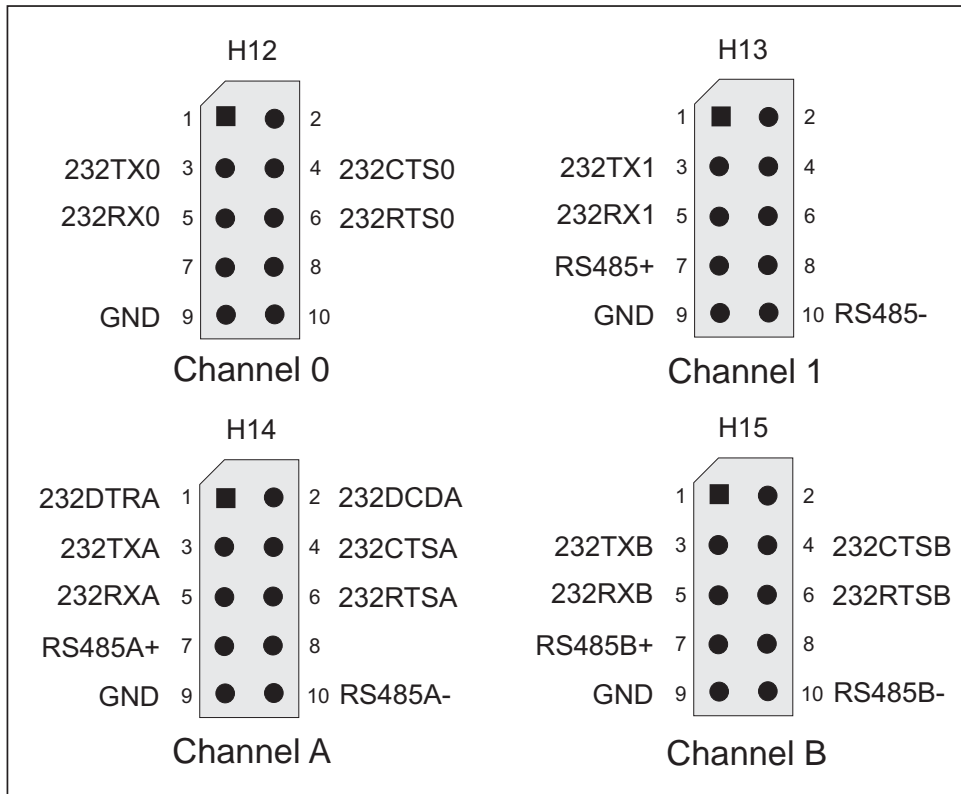 H12
1 2
232TX0 3 4 232CTS0
232RX0 5 6 232RTS0
7 8
GND 9 10
Channel 0
H13
1 2
232TX1 3 4
232RX1 5 6
RS485+ 7 8
GND 9 10 RS485-
Channel 1
H14
232DTRA 1 2 232DCDA
232TXA 3 4 232CTSA
232RXA 5 6 232RTSA
RS485A+ 7 8
GND 9 10 RS485A-
Channel A
H15
1 2
232TXB 3 4 232CTSB
232RXB 5 6 232RTSB
RS485B+ 7 8
GND 9 10 RS485B-
Channel B